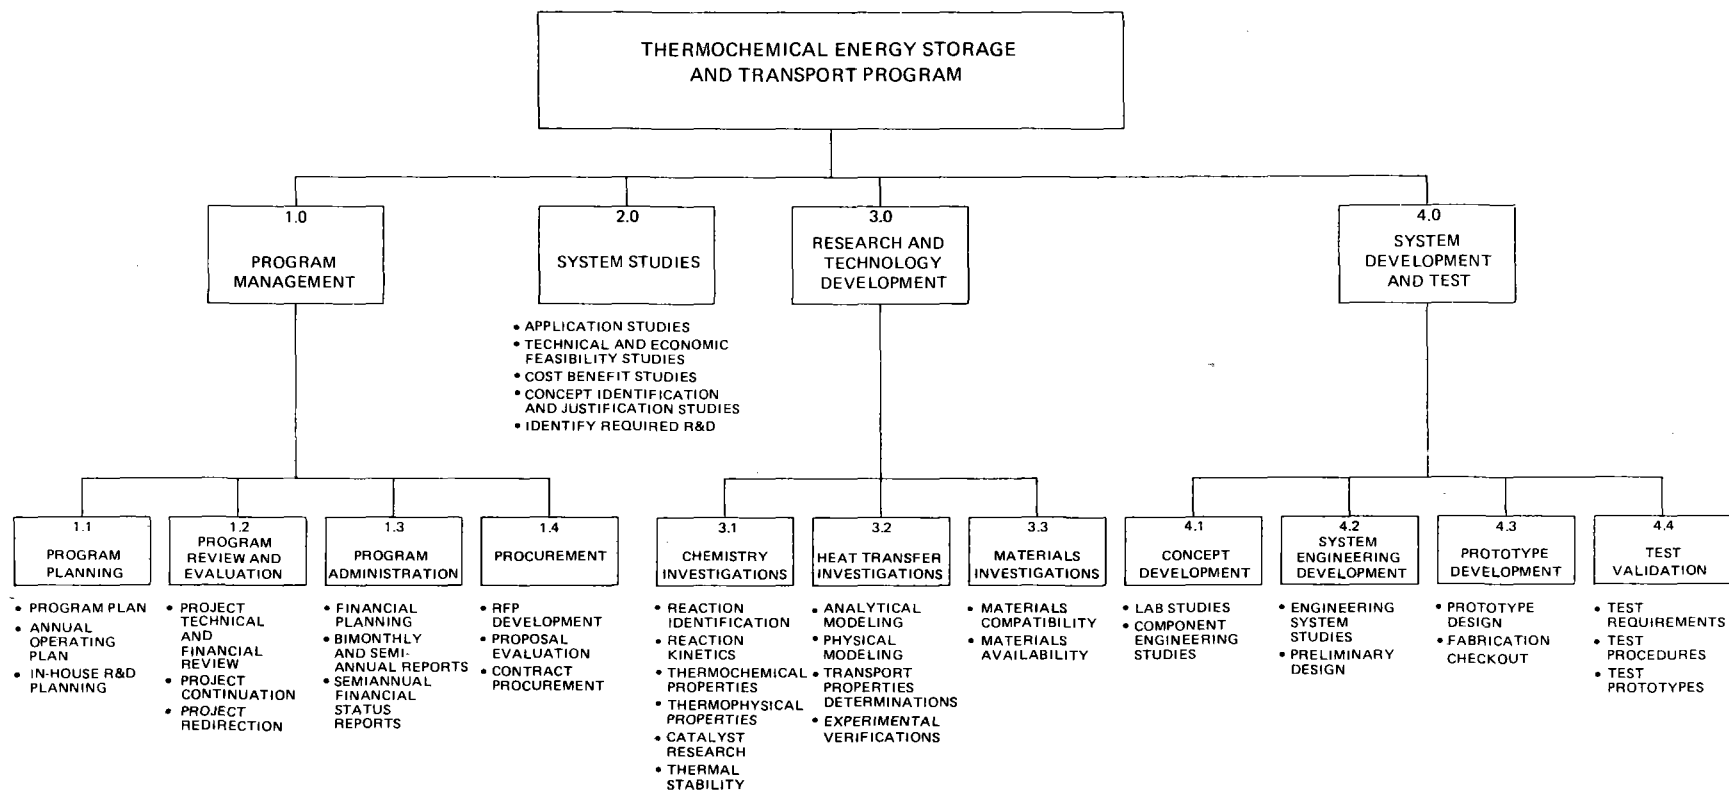 THERMOCHEMICAL ENERGY STORAGE
AND TRANSPORT PROGRAM
1.0
PROGRAM
MANAGEMENT
2.0
SYSTEM STUDIES
3.0
RESEARCH AND
TECHNOLOGY
DEVELOPMENT
4.0
SYSTEM
DEVELOPMENT
AND TEST
• APPLICATION STUDIES
• TECHNICAL AND ECONOMIC
FEASIBILITY STUDIES
• COST BENEFIT STUDIES
• CONCEPT IDENTIFICATION
AND JUSTIFICATION STUDIES
• IDENTIFY REQUIRED R&D
1.1
PROGRAM
PLANNING
• PROGRAM PLAN
• ANNUAL
OPERATING
PLAN
• IN-HOUSE R&D
PLANNING
1.2
PROGRAM
REVIEW AND
EVALUATION
• PROJECT
TECHNICAL
AND
FINANCIAL
REVIEW
• PROJECT
CONTINUATION
• PROJECT
REDIRECTION
1.3
PROGRAM
ADMINISTRATION
• FINANCIAL
PLANNING
• BIMONTHLY
AND SEMI-
ANNUAL REPORTS
• SEMIANNUAL
FINANCIAL
STATUS
REPORTS
1.4
PROCUREMENT
• RFP
DEVELOPMENT
• PROPOSAL
EVALUATION
• CONTRACT
PROCUREMENT
3.1
CHEMISTRY
INVESTIGATIONS
• REACTION
IDENTIFICATION
• REACTION
KINETICS
• THERMOCHEMICAL
PROPERTIES
• THERMOPHYSICAL
PROPERTIES
• CATALYST
RESEARCH
• THERMAL
STABILITY
3.2
HEAT TRANSFER
INVESTIGATIONS
• ANALYTICAL
MODELING
• PHYSICAL
MODELING
• TRANSPORT
PROPERTIES
DETERMINATIONS
• EXPERIMENTAL
VERIFICATIONS
3.3
MATERIALS
INVESTIGATIONS
• MATERIALS
COMPATIBILITY
• MATERIALS
AVAILABILITY
4.1
CONCEPT
DEVELOPMENT
• LAB STUDIES
• COMPONENT
ENGINEERING
STUDIES
4.2
SYSTEM
ENGINEERING
DEVELOPMENT
• ENGINEERING
SYSTEM
STUDIES
• PRELIMINARY
DESIGN
4.3
PROTOTYPE
DEVELOPMENT
• PROTOTYPE
DESIGN
• FABRICATION
CHECKOUT
4.4
TEST
VALIDATION
• TEST
REQUIREMENTS
• TEST
PROCEDURES
• TEST
PROTOTYPES